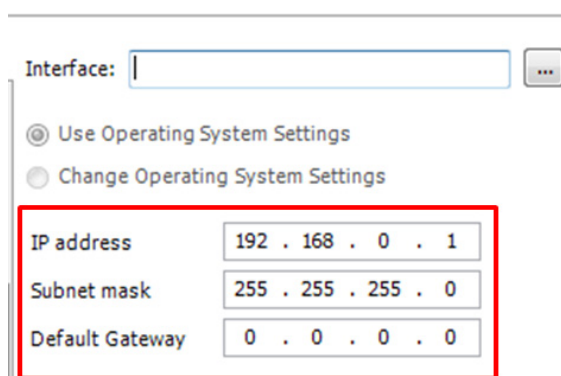 Interface: ...
Use Operating System Settings
Change Operating System Settings
IP address 192 . 168 . 0 . 1
Subnet mask 255 . 255 . 255 . 0
Default Gateway 0 . 0 . 0 . 0